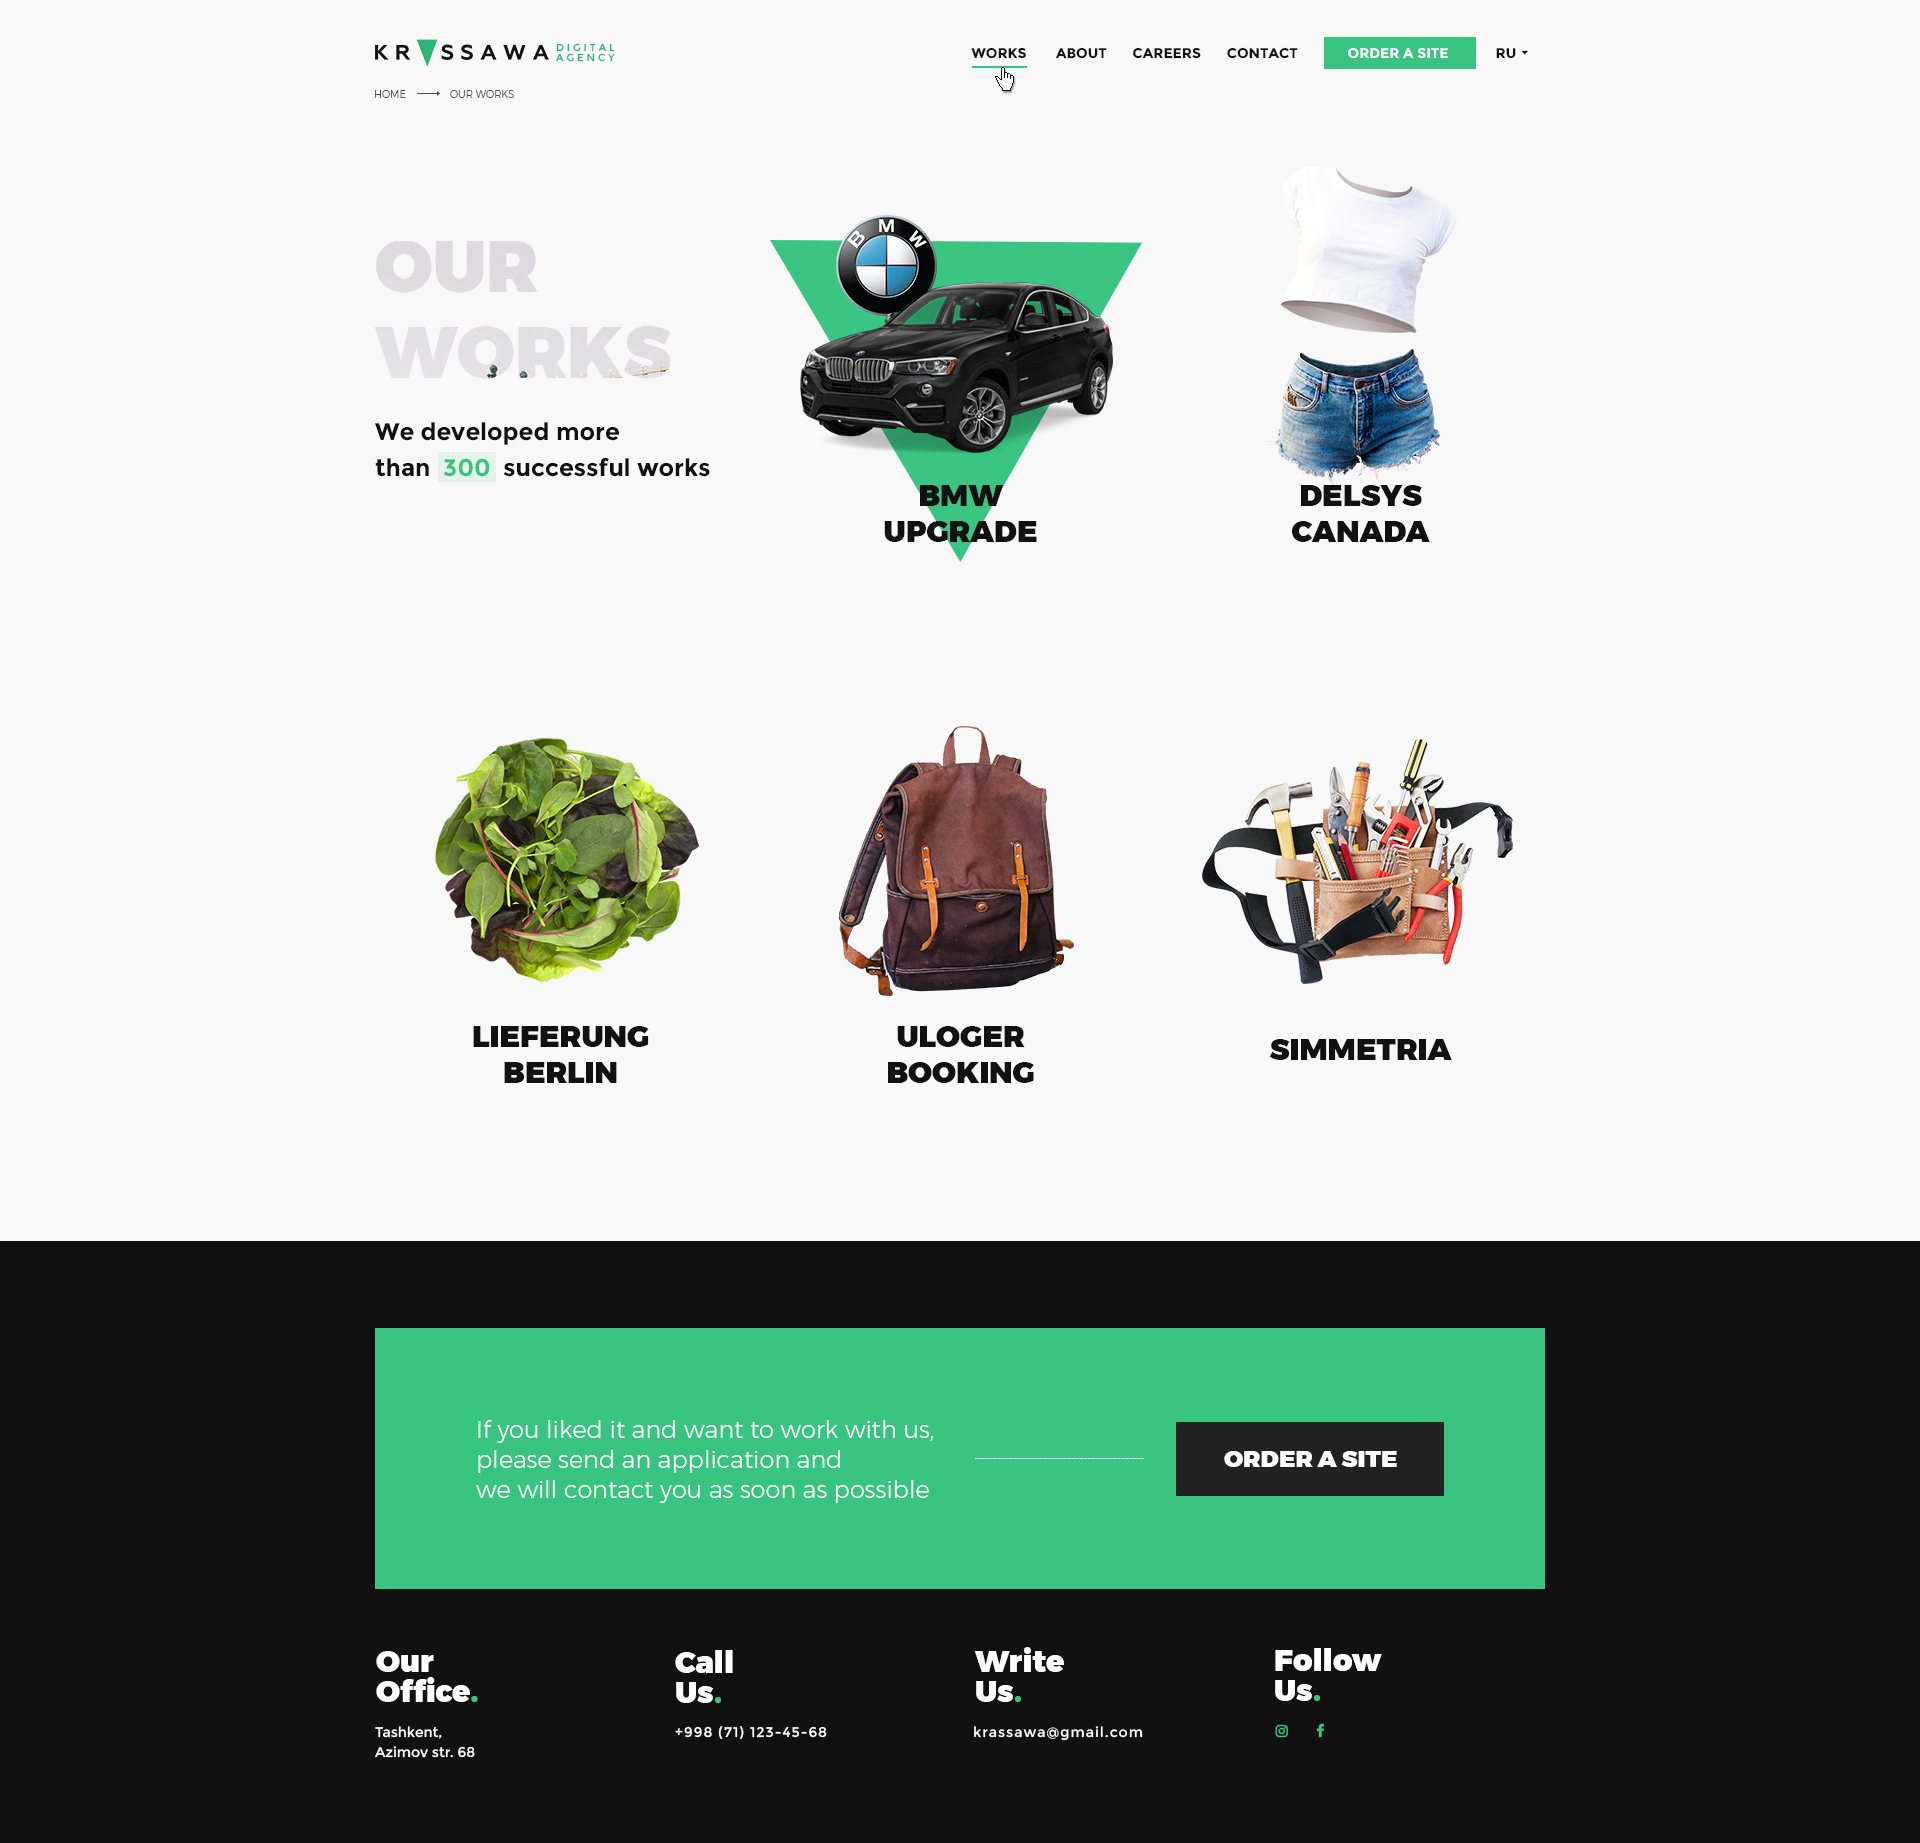 KRASSAWA DIGITAL AGENCY
WORKS ABOUT CAREERS CONTACT ORDER A SITE RU
HOME OUR WORKS
OUR
WORKS
We developed more
than 300 successful works
BMW
BMW
UPGRADE
DELSYS
CANADA
LIEFERUNG
BERLIN
ULOGER
BOOKING
SIMMETRIA
If you liked it and want to work with us,
please send an application and
we will contact you as soon as possible
ORDER A SITE
Our
Office.
Tashkent,
Azimov str. 68
Call
Us.
+998 (71) 123-45-68
Write
Us.
krassawa@gmail.com
Follow
Us.